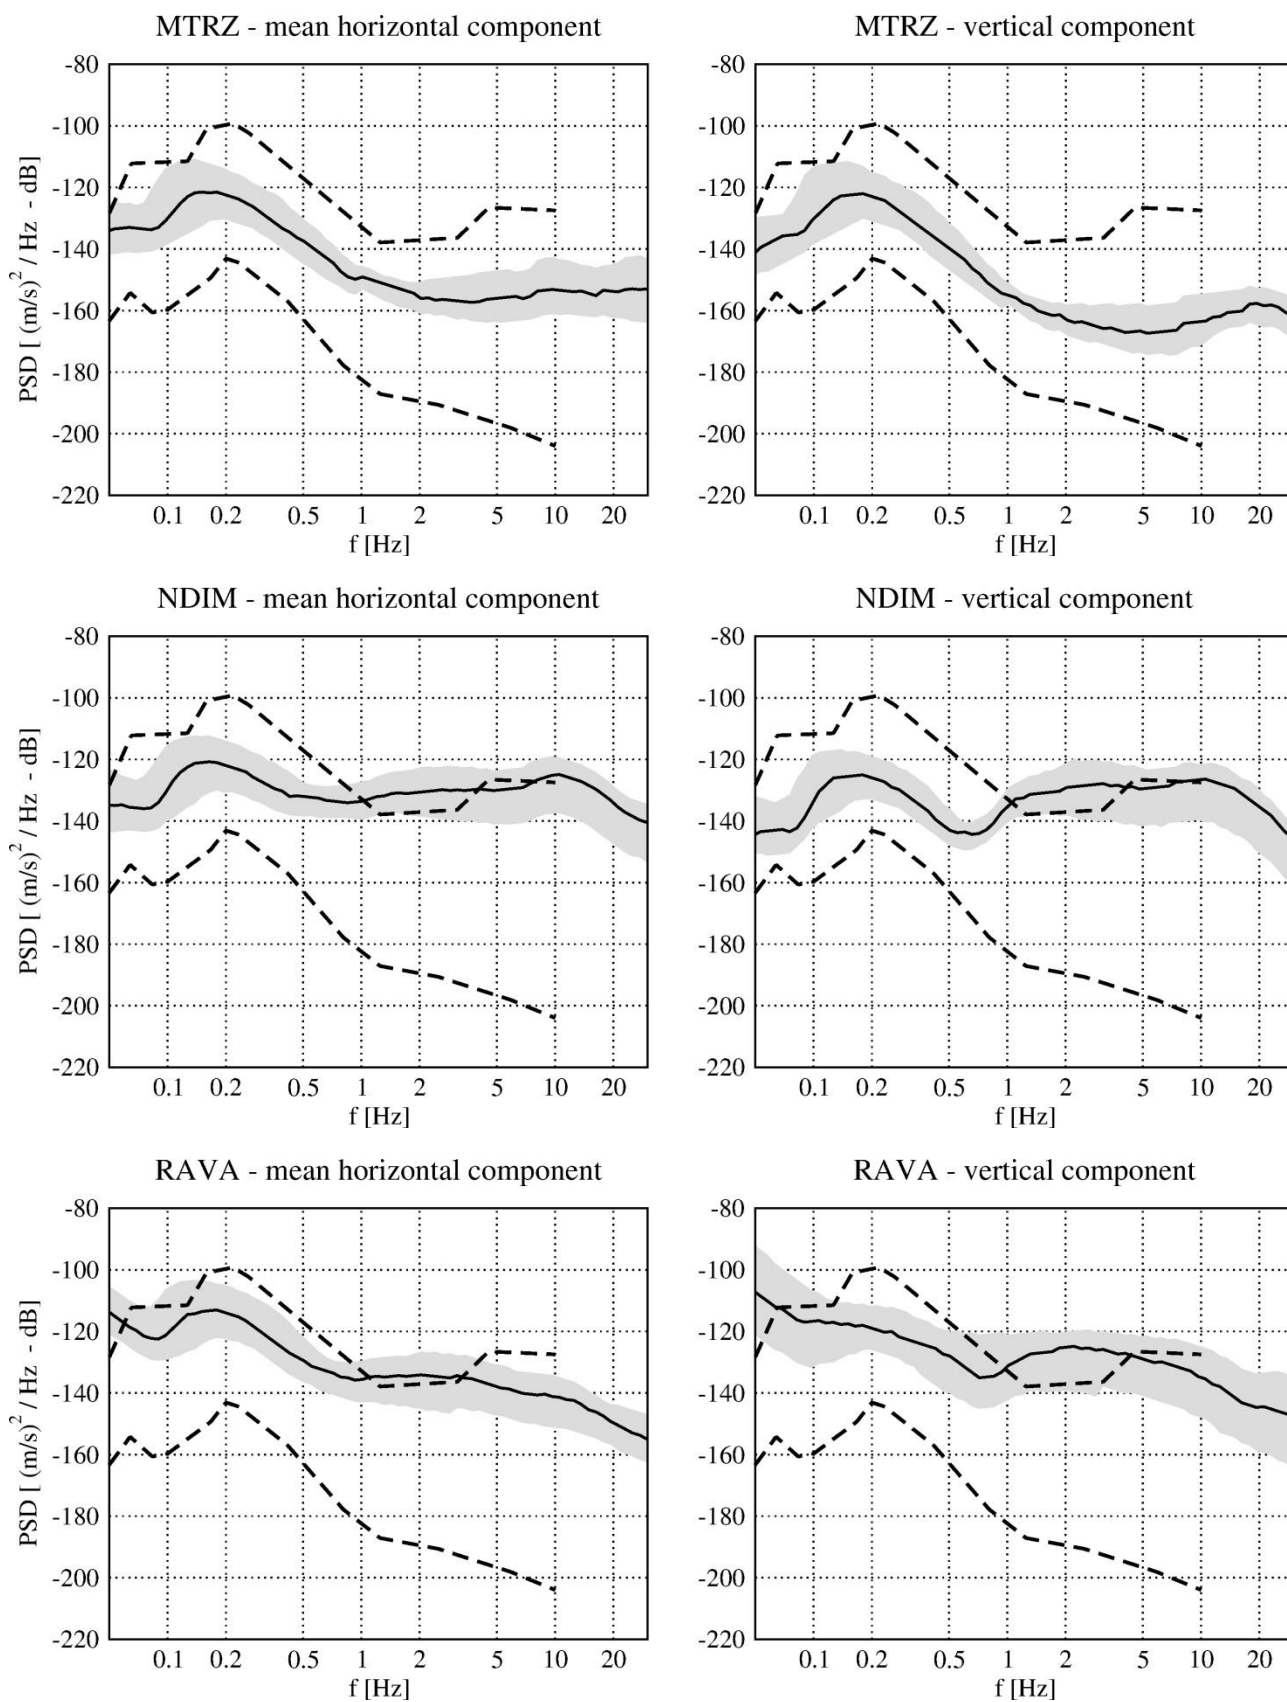 MTRZ - mean horizontal component
-80
-100
-120
-140
-160
-180
-200
-220
PSD [ (m/s)² / Hz - dB]
0.1 0.2 0.5 1 2 5 10 20
f [Hz]
MTRZ - vertical component
-80
-100
-120
-140
-160
-180
-200
-220
0.1 0.2 0.5 1 2 5 10 20
f [Hz]
NDIM - mean horizontal component
-80
-100
-120
-140
-160
-180
-200
-220
PSD [ (m/s)² / Hz - dB]
0.1 0.2 0.5 1 2 5 10 20
f [Hz]
NDIM - vertical component
-80
-100
-120
-140
-160
-180
-200
-220
0.1 0.2 0.5 1 2 5 10 20
f [Hz]
RAVA - mean horizontal component
-80
-100
-120
-140
-160
-180
-200
-220
PSD [ (m/s)² / Hz - dB]
0.1 0.2 0.5 1 2 5 10 20
f [Hz]
RAVA - vertical component
-80
-100
-120
-140
-160
-180
-200
-220
0.1 0.2 0.5 1 2 5 10 20
f [Hz]